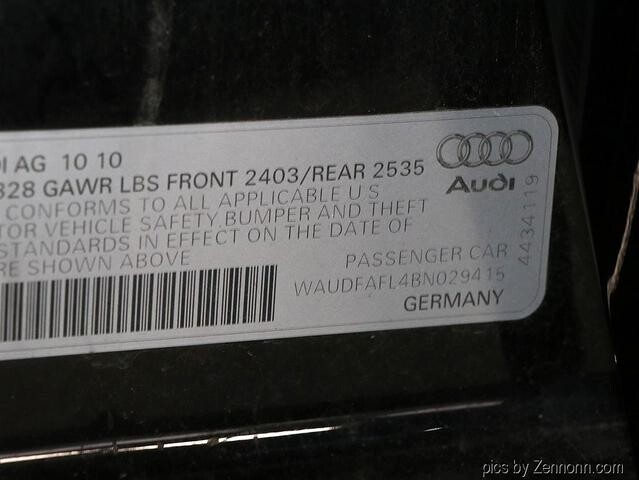 DI AG 10 10
328 GAWR LBS FRONT 2403/REAR 2535
CONFORMS TO ALL APPLICABLE U S
TOR VEHICLE SAFETY, BUMPER AND THEFT
STANDARDS IN EFFECT ON THE DATE OF
RE SHOWN ABOVE
Audi
4434119
PASSENGER CAR
WAUDFAFL4BN029415
GERMANY
pics by Zennonn.com